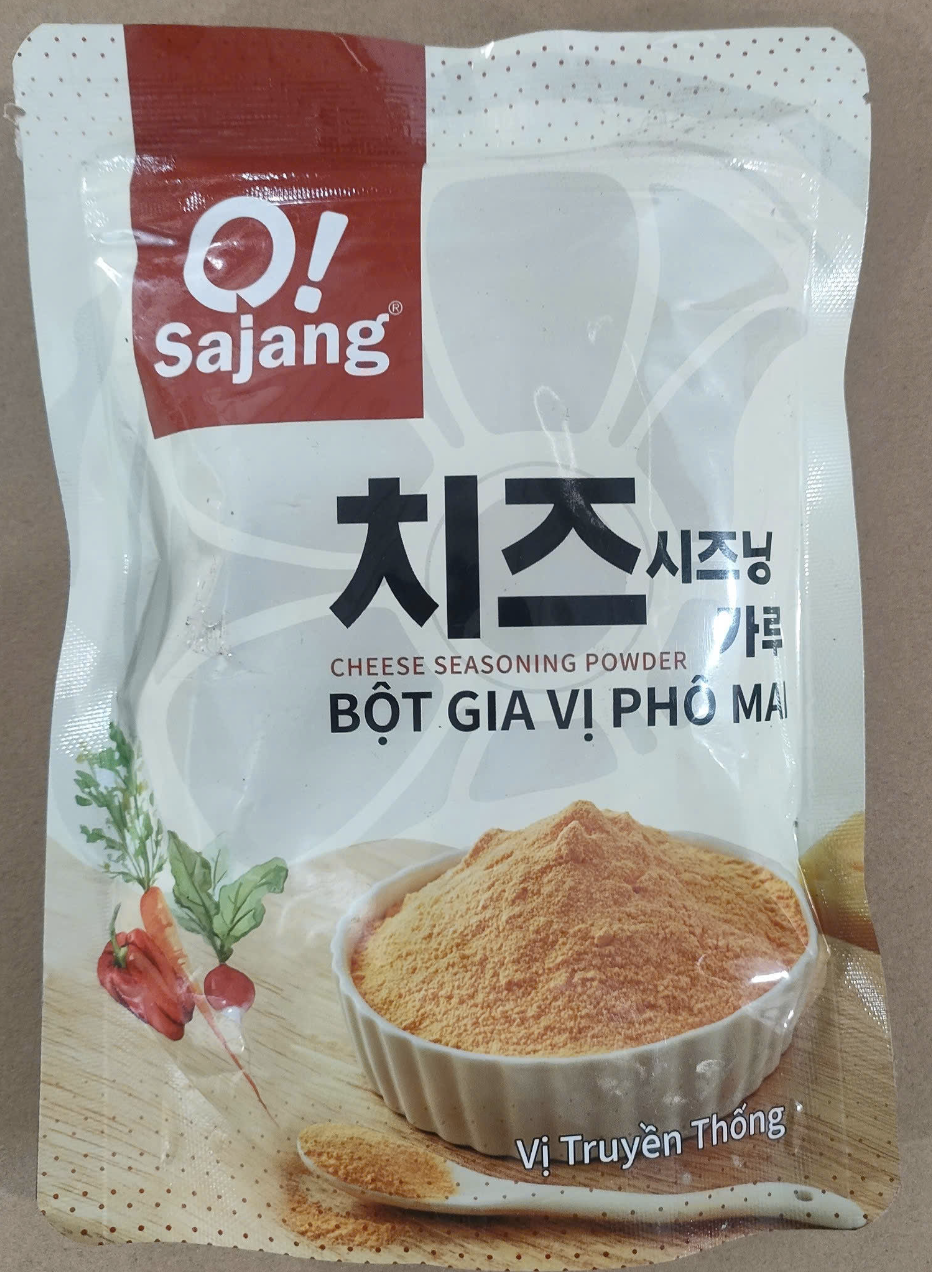 O!
Sajang®
치즈 시즈닝
가루
CHEESE SEASONING POWDER
BỘT GIA VỊ PHÔ MAI
Vị Truyền Thống